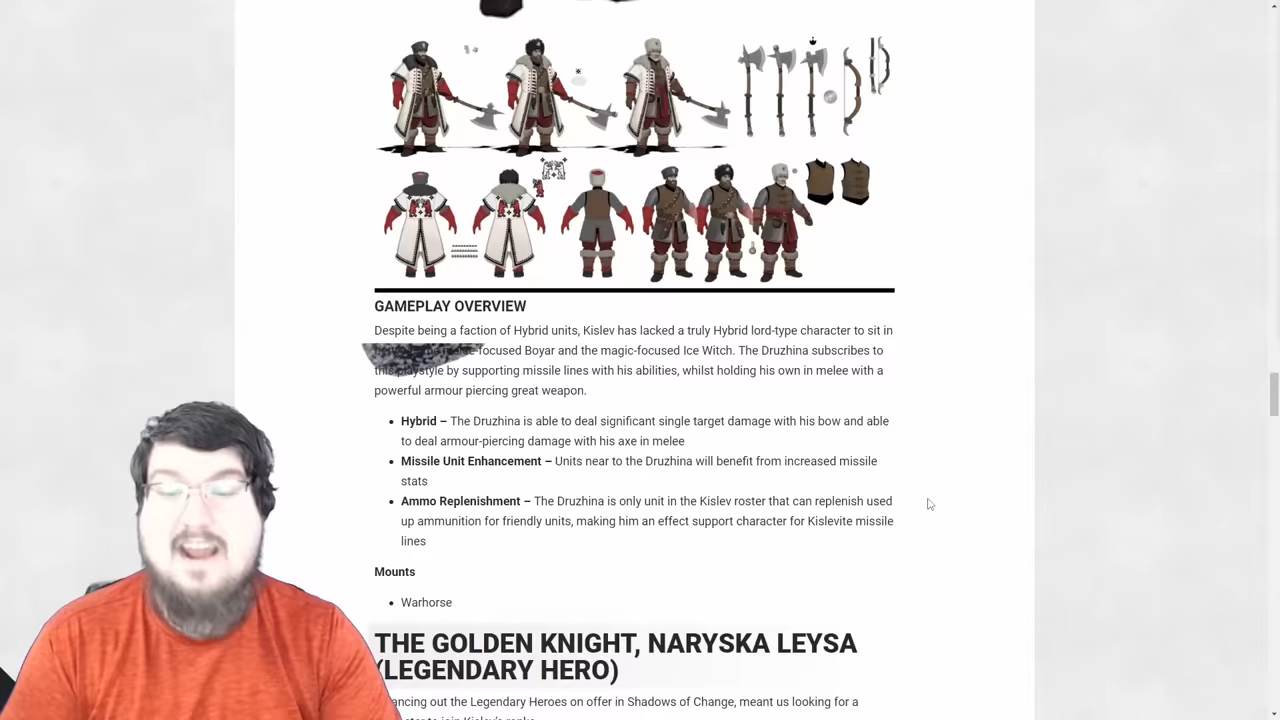 GAMEPLAY OVERVIEW
Despite being a faction of Hybrid units, Kislev has lacked a truly Hybrid lord-type character to sit in
focused Boyar and the magic-focused Ice Witch. The Druzhina subscribes to
this playstyle by supporting missile lines with his abilities, whilst holding his own in melee with a
powerful armour piercing great weapon.
• Hybrid – The Druzhina is able to deal significant single target damage with his bow and able
to deal armour-piercing damage with his axe in melee
• Missile Unit Enhancement – Units near to the Druzhina will benefit from increased missile
stats
• Ammo Replenishment – The Druzhina is only unit in the Kislev roster that can replenish used
up ammunition for friendly units, making him an effect support character for Kislevite missile
lines
Mounts
• Warhorse
THE GOLDEN KNIGHT, NARYSKA LEYSA
(LEGENDARY HERO)
out the Legendary Heroes on offer in Shadows of Change, meant us looking for a